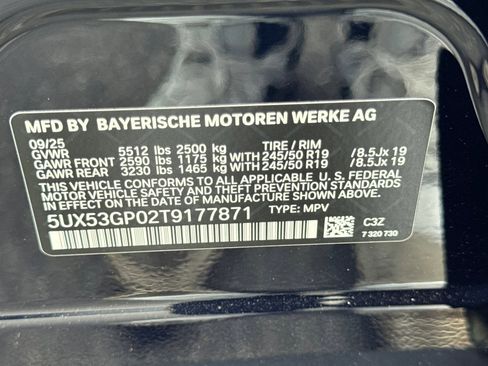 MFD BY BAYERISCHE MOTOREN WERKE AG
09/25 TIRE / RIM
GVWR 5512 lbs 2500 kg
GAWR FRONT 2590 lbs 1175 kg WITH 245/50 R19 / 8.5Jx 19
GAWR REAR 3230 lbs 1465 kg WITH 245/50 R19 / 8.5Jx 19
THIS VEHICLE CONFORMS TO ALL APPLICABLE U. S. FEDERAL
MOTOR VEHICLE SAFETY AND THEFT PREVENTION STANDARDS
IN EFFECT ON THE DATE OF MANUFACTURE SHOWN ABOVE.
5UX53GP02T9177871 TYPE: MPV
C3Z
7 320 730